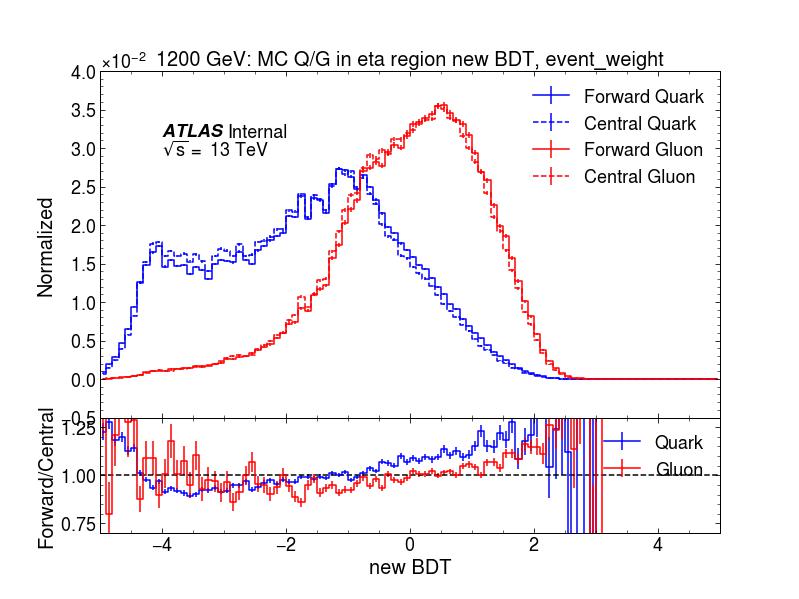 ×10−2 1200 GeV: MC Q/G in eta region new BDT, event_weight
4.0
3.5
3.0
2.5
2.0
1.5
1.0
0.5
0.0
0.5
Normalized
ATLAS Internal
√s = 13 TeV
Forward Quark
Central Quark
Forward Gluon
Central Gluon
Forward/Central
1.25
1.00
0.75
Quark
Gluon
−4 −2 0 2 4
new BDT